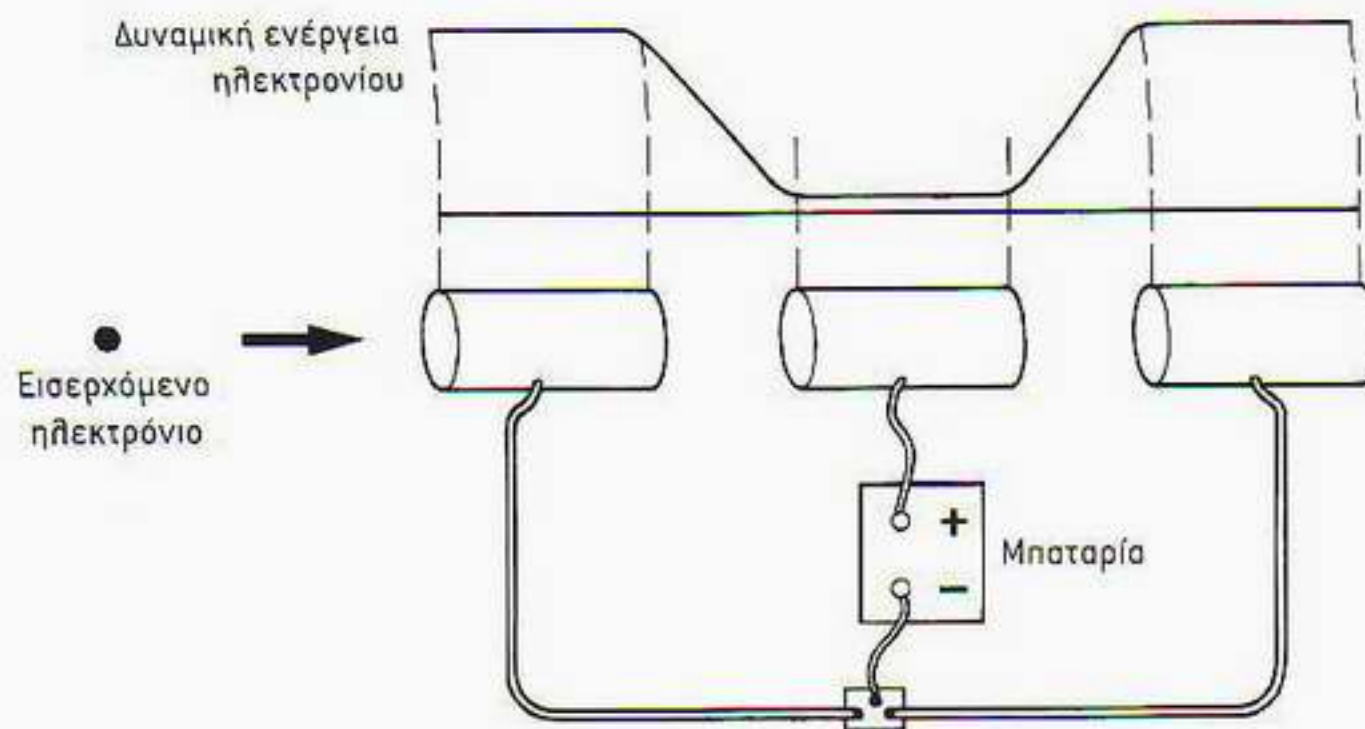 Δυναμική ενέργεια
ηλεκτρονίου
Εισερχόμενο
ηλεκτρόνιο
+
Μπαταρία
−